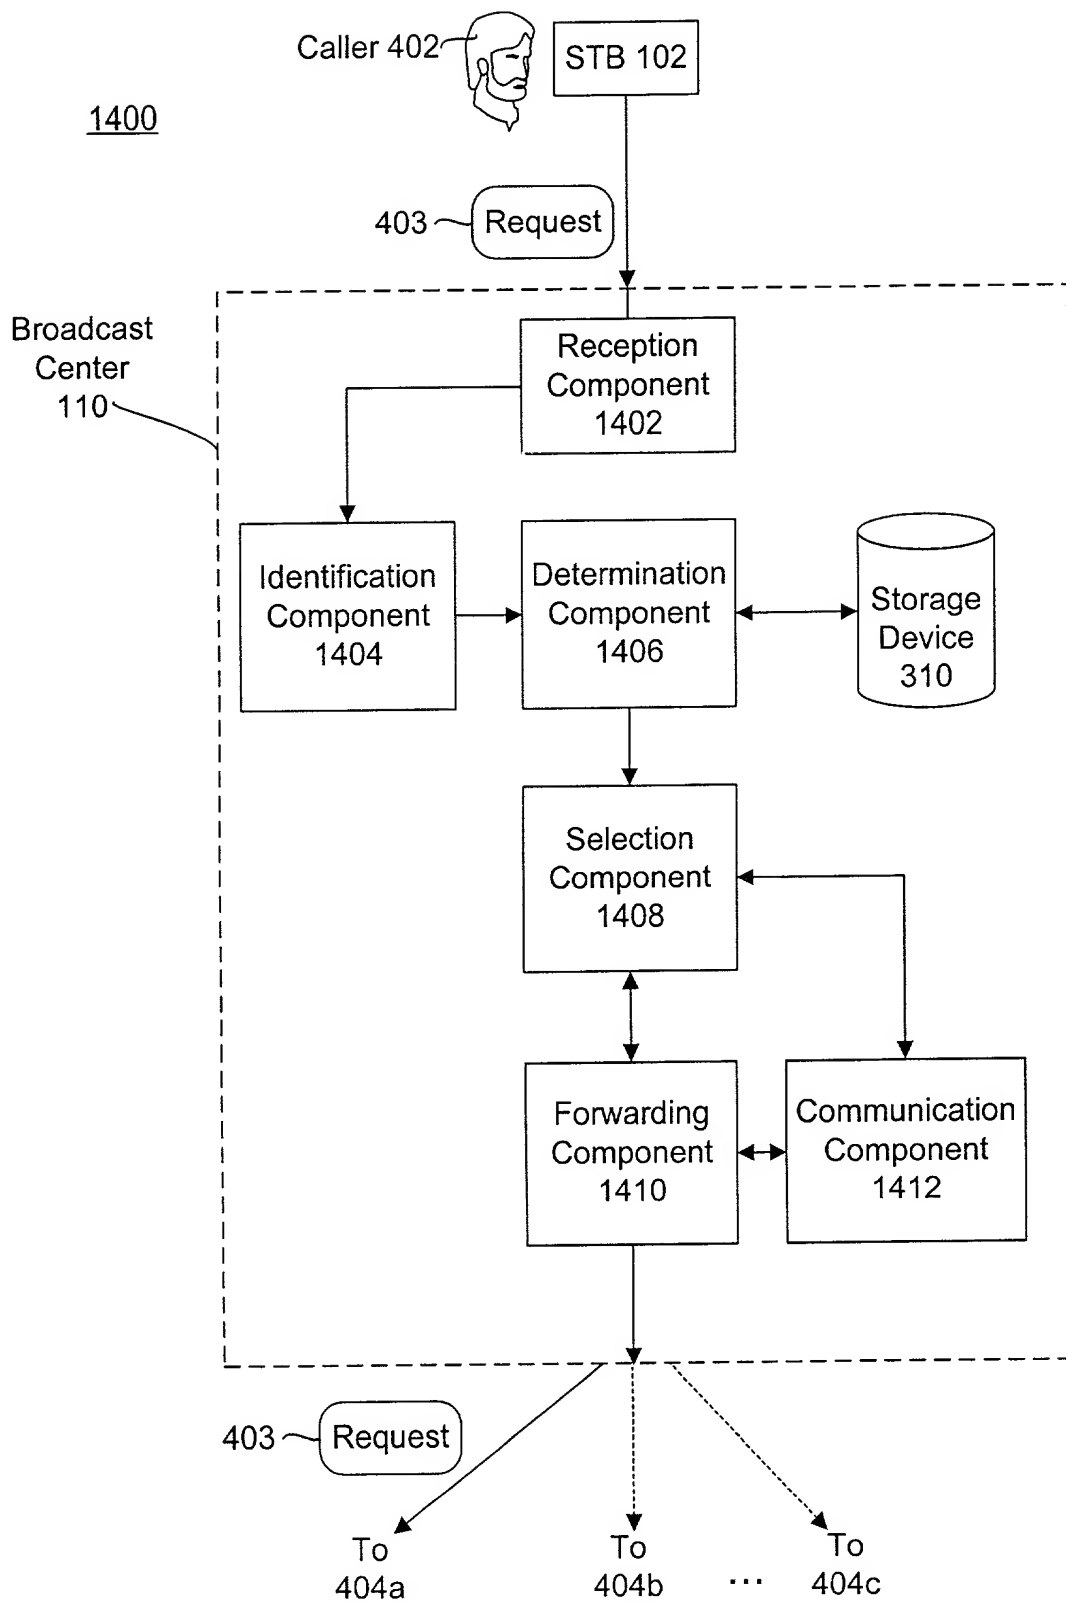 Caller 402
STB 102
1400
403
Request
Broadcast
Center
110
Reception
Component
1402
Identification
Component
1404
Determination
Component
1406
Storage
Device
310
Selection
Component
1408
Forwarding
Component
1410
Communication
Component
1412
403
Request
To
404a
To
404b
...
To
404c